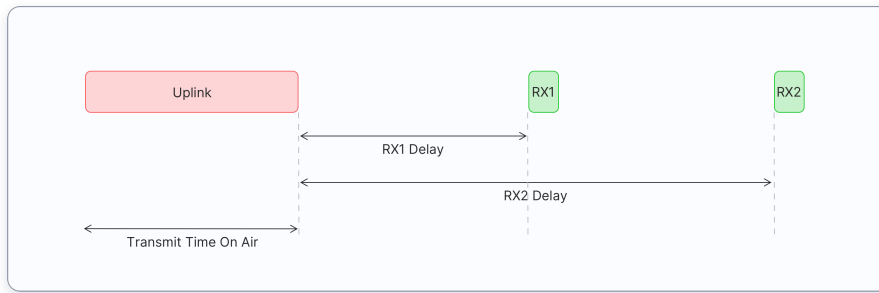 Uplink
RX1
RX2
RX1 Delay
RX2 Delay
Transmit Time On Air